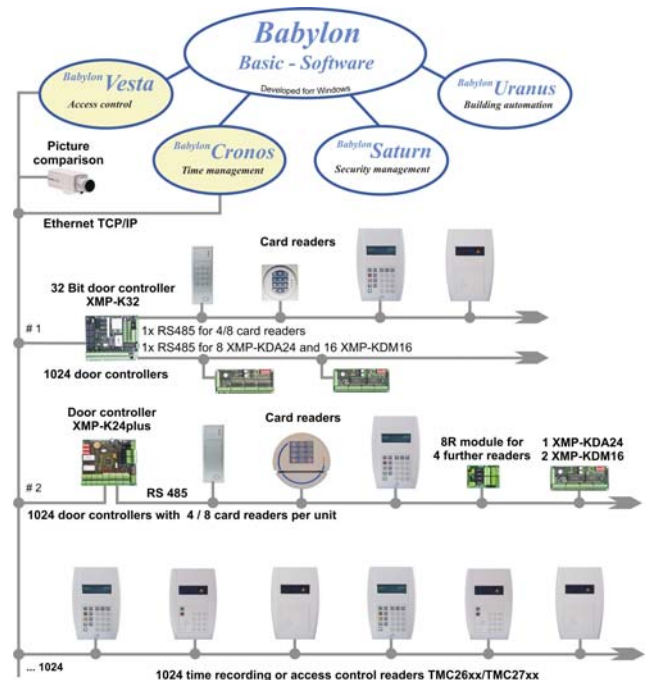 Babylon
Basic - Software
Developed forr Windows
Babylon Vesta
Access control
Babylon Uranus
Building automation
Babylon Cronos
Time management
Babylon Saturn
Security management
Picture
comparison
Ethernet TCP/IP
Card readers
32 Bit door controller
XMP-K32
# 1
1x RS485 for 4/8 card readers
1x RS485 for 8 XMP-KDA24 and 16 XMP-KDM16
1024 door controllers
Door controller
XMP-K24plus
Card readers
8R module for
4 further readers
1 XMP-KDA24
2 XMP-KDM16
# 2
RS 485
1024 door controllers with 4 / 8 card readers per unit
... 1024
1024 time recording or access control readers TMC26xx/TMC27xx